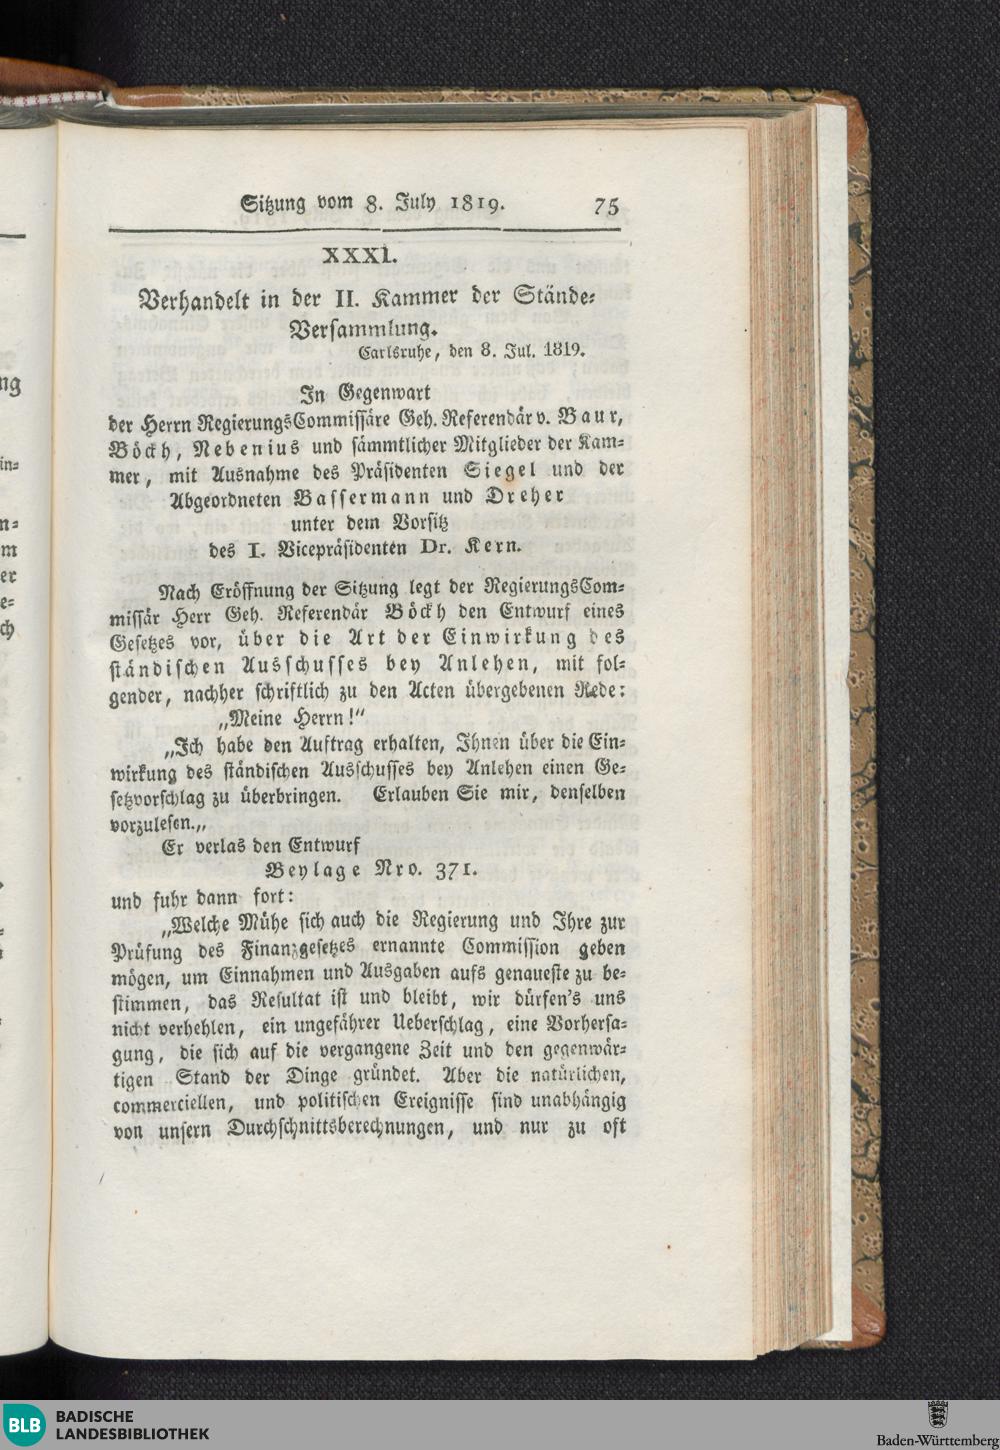 Sitzung vom 8. July 1819. 75
XXXI.
Verhandelt in der II. Kammer der Stände-
Versammlung.
Carlsruhe, den 8. Jul. 1819.
In Gegenwart
der Herrn RegierungsCommissäre Geh. Referendär v. Baur,
Böckh, Nebenius und sämmtlicher Mitglieder der Kam-
mer, mit Ausnahme des Präsidenten Siegel und der
Abgeordneten Bassermann und Dreher
unter dem Vorsitz
des I. Vicepräsidenten Dr. Kern.
Nach Eröffnung der Sitzung legt der RegierungsCom-
missär Herr Geh. Referendär Böckh den Entwurf eines
Gesetzes vor, über die Art der Einwirkung des
ständischen Ausschusses bey Anlehen, mit fol-
gender, nachher schriftlich zu den Acten übergebenen Rede:
„Meine Herrn!“
„Ich habe den Auftrag erhalten, Ihnen über die Ein-
wirkung des ständischen Ausschusses bey Anlehen einen Ge-
setzvorschlag zu überbringen. Erlauben Sie mir, denselben
vorzulesen.„
Er verlas den Entwurf
Beylage Nro. 371.
und fuhr dann fort:
„Welche Mühe sich auch die Regierung und Ihre zur
Prüfung des Finanzgesetzes ernannte Commission geben
mögen, um Einnahmen und Ausgaben aufs genaueste zu be-
stimmen, das Resultat ist und bleibt, wir dürfen's uns
nicht verhehlen, ein ungefährer Ueberschlag, eine Vorhersa-
gung, die sich auf die vergangene Zeit und den gegenwär-
tigen Stand der Dinge gründet. Aber die natürlichen,
commerciellen, und politischen Ereignisse sind unabhängig
von unsern Durchschnittsberechnungen, und nur zu oft
ng
in-
n-
m
er
e-
ch
BLB BADISCHE
LANDESBIBLIOTHEK
Baden-Württemberg